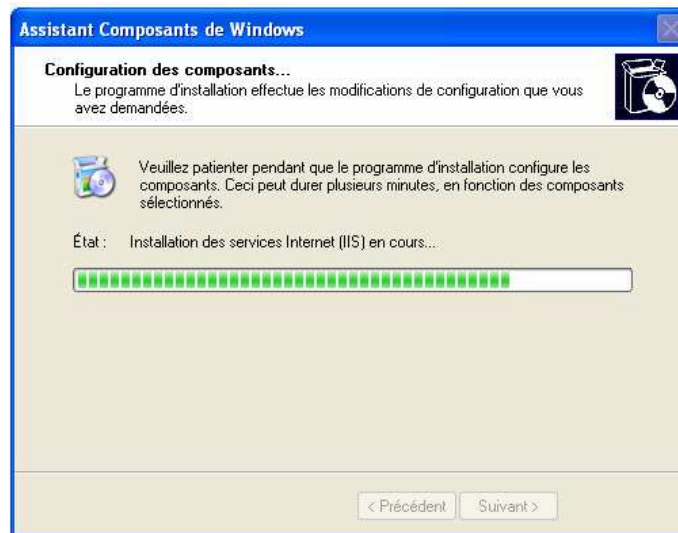 Assistant Composants de Windows
Configuration des composants...
Le programme d'installation effectue les modifications de configuration que vous
avez demandées.
Veuillez patienter pendant que le programme d'installation configure les
composants. Ceci peut durer plusieurs minutes, en fonction des composants
sélectionnés.
État : Installation des services Internet (IIS) en cours...
< Précédent Suivant >